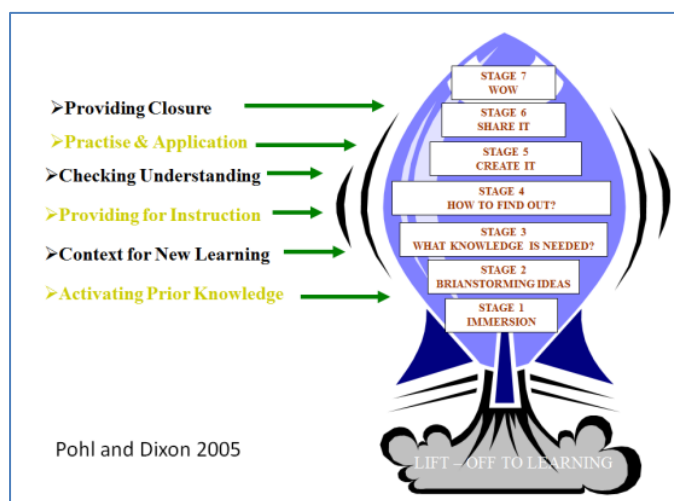 ➢Providing Closure
➢Practise & Application
➢Checking Understanding
➢Providing for Instruction
➢Context for New Learning
➢Activating Prior Knowledge
STAGE 7
WOW
STAGE 6
SHARE IT
STAGE 5
CREATE IT
STAGE 4
HOW TO FIND OUT?
STAGE 3
WHAT KNOWLEDGE IS NEEDED?
STAGE 2
BRIANSTORMING IDEAS
STAGE 1
IMMERSION
Pohl and Dixon 2005
LIFT – OFF TO LEARNING